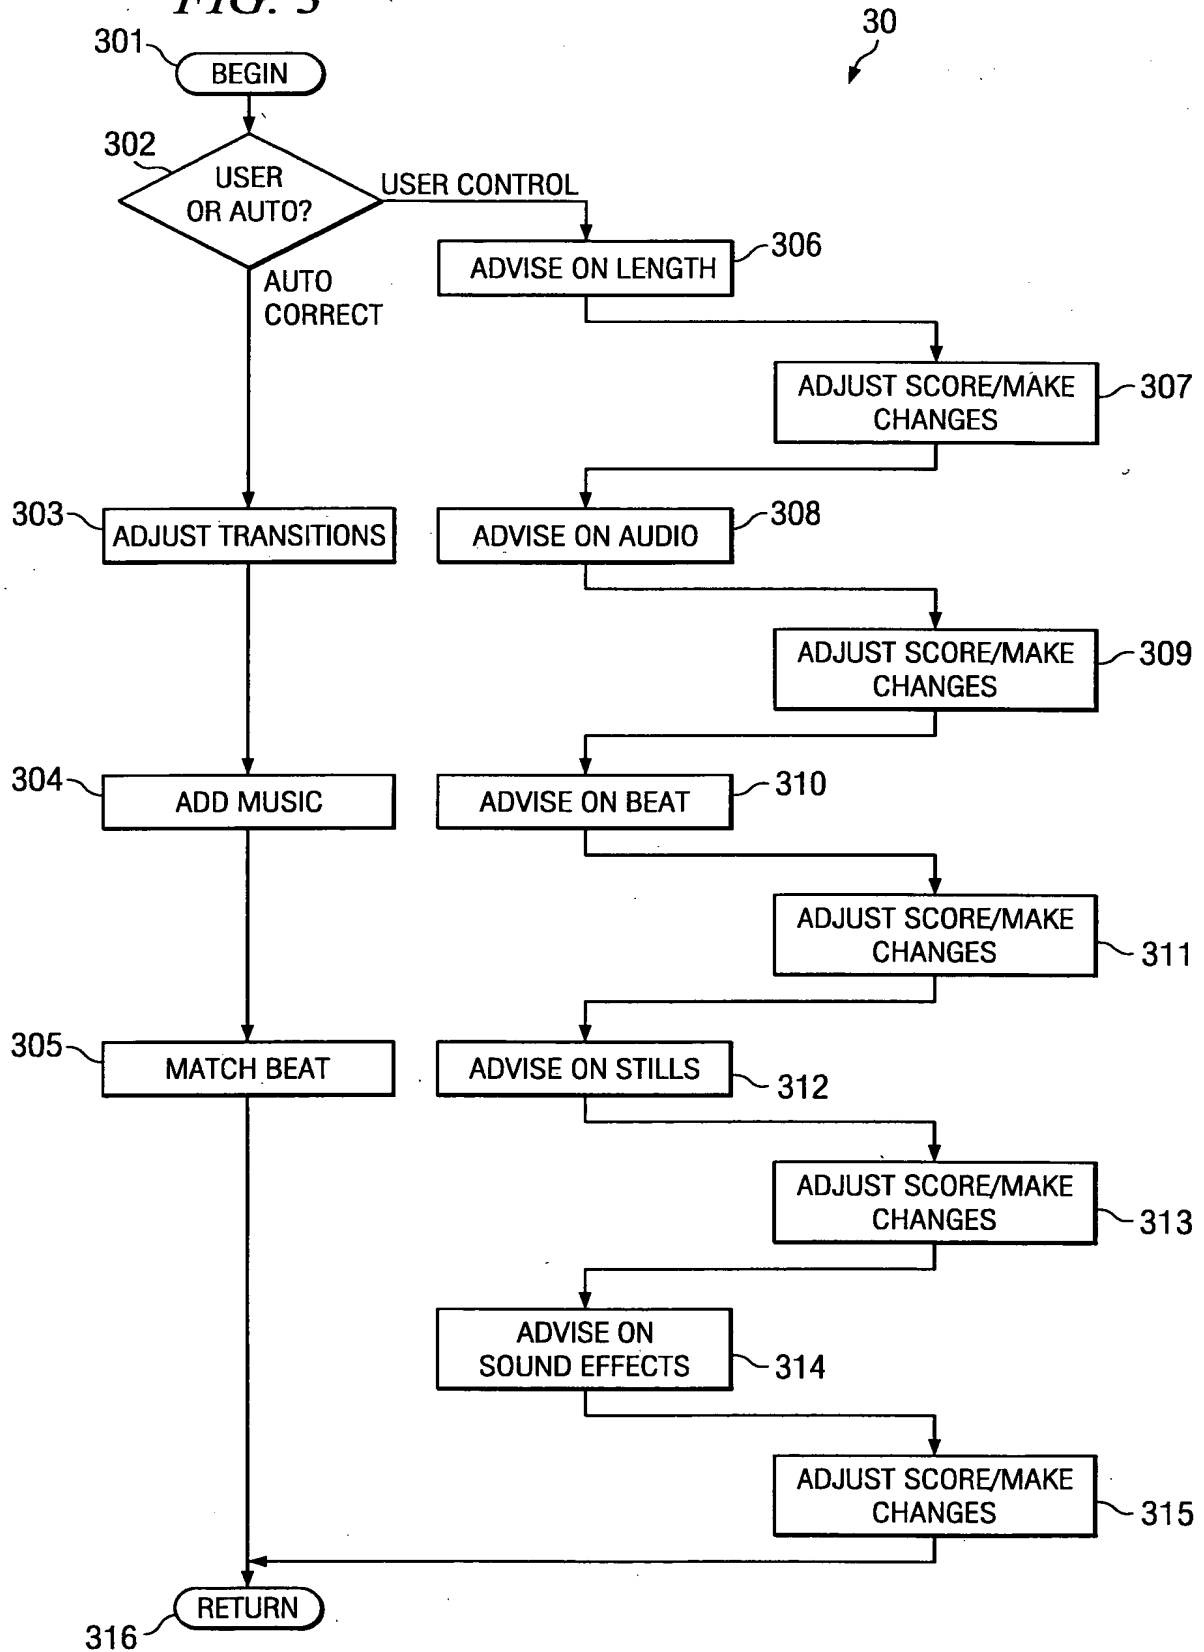 FIG. 3
30
301
BEGIN
302
USER
OR AUTO?
USER CONTROL
AUTO
CORRECT
ADVISE ON LENGTH
306
ADJUST SCORE/MAKE
CHANGES
307
303
ADJUST TRANSITIONS
ADVISE ON AUDIO
308
ADJUST SCORE/MAKE
CHANGES
309
304
ADD MUSIC
ADVISE ON BEAT
310
ADJUST SCORE/MAKE
CHANGES
311
305
MATCH BEAT
ADVISE ON STILLS
312
ADJUST SCORE/MAKE
CHANGES
313
ADVISE ON
SOUND EFFECTS
314
ADJUST SCORE/MAKE
CHANGES
315
RETURN
316